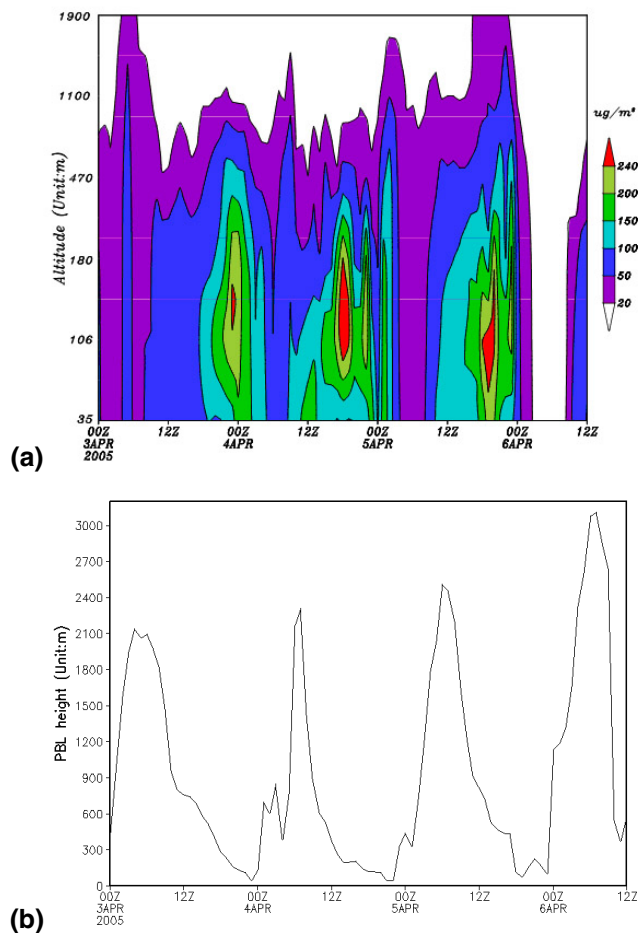 1900
1100
470
180
106
35
Altitude (Unit:m)
ug/m³
240
200
150
100
50
20
00Z 12Z 00Z 12Z 00Z 12Z 00Z 12Z
3APR 4APR 5APR 6APR
2005
(a)
3000
2700
2400
2100
1800
1500
1200
900
600
300
0
PBL height (Unit:m)
00Z 12Z 00Z 12Z 00Z 12Z 00Z 12Z
3APR 4APR 5APR 6APR
2005
(b)